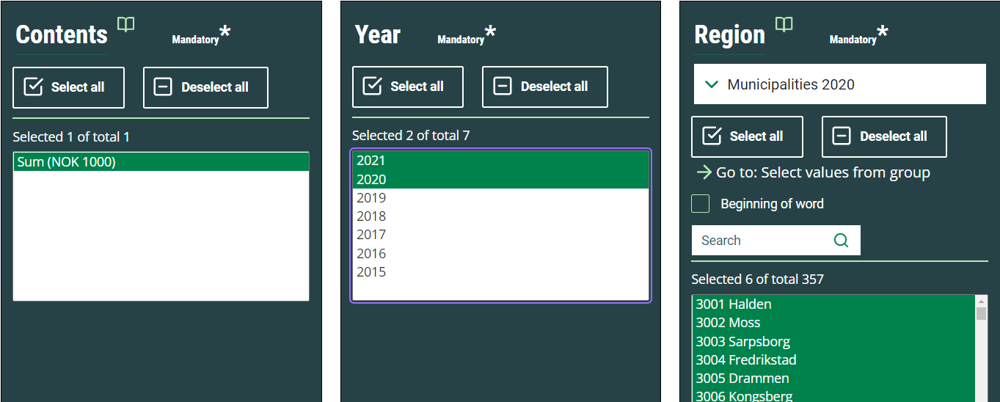 Contents
Mandatory*
Select all
Deselect all
Selected 1 of total 1
Sum (NOK 1000)
Year
Mandatory*
Select all
Deselect all
Selected 2 of total 7
2021
2020
2019
2018
2017
2016
2015
Region
Mandatory*
Municipalities 2020
Select all
Deselect all
Go to: Select values from group
Beginning of word
Search
Selected 6 of total 357
3001 Halden
3002 Moss
3003 Sarpsborg
3004 Fredrikstad
3005 Drammen
3006 Kongsberg